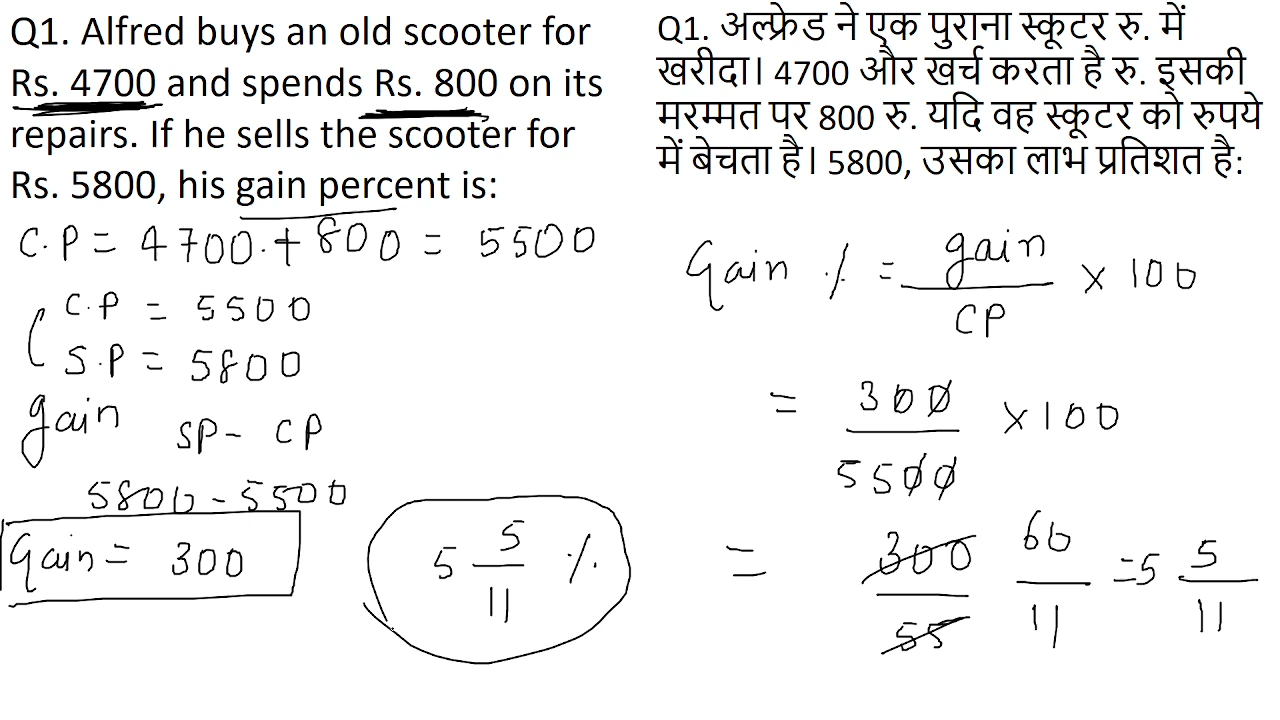 Q1. Alfred buys an old scooter for
Rs. 4700 and spends Rs. 800 on its
repairs. If he sells the scooter for
Rs. 5800, his gain percent is:
C.P = 4700.+ 800 = 5500
C.P = 5500
S.P = 5800
gain SP- CP
5800-5500
Gain = 300
5 5/11 %
Q1. अल्फ्रेड ने एक पुराना स्कूटर रु. में
खरीदा। 4700 और खर्च करता है रु. इसकी
मरम्मत पर 800 रु. यदि वह स्कूटर को रुपये
में बेचता है। 5800, उसका लाभ प्रतिशत है:
Gain % = gain/CP × 100
= 300/5500 × 100
= 300/55 60/11 = 5 5/11